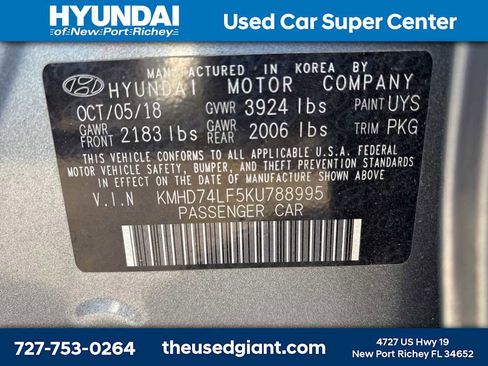 HYUNDAI
of New Port Richey
Used Car Super Center
MANUFACTURED IN KOREA BY
HYUNDAI MOTOR COMPANY
OCT/05/18 GVWR 3924 lbs PAINT UYS
GAWR FRONT 2183 lbs GAWR REAR 2006 lbs TRIM PKG
THIS VEHICLE CONFORMS TO ALL APPLICABLE U.S.A. FEDERAL
MOTOR VEHICLE SAFETY, BUMPER, AND THEFT PREVENTION STANDARDS
IN EFFECT ON THE DATE OF MANUFACTURE SHOWN ABOVE.
V.I.N KMHD74LF5KU788995
PASSENGER CAR
727-753-0264
theusedgiant.com
4727 US Hwy 19
New Port Richey FL 34652